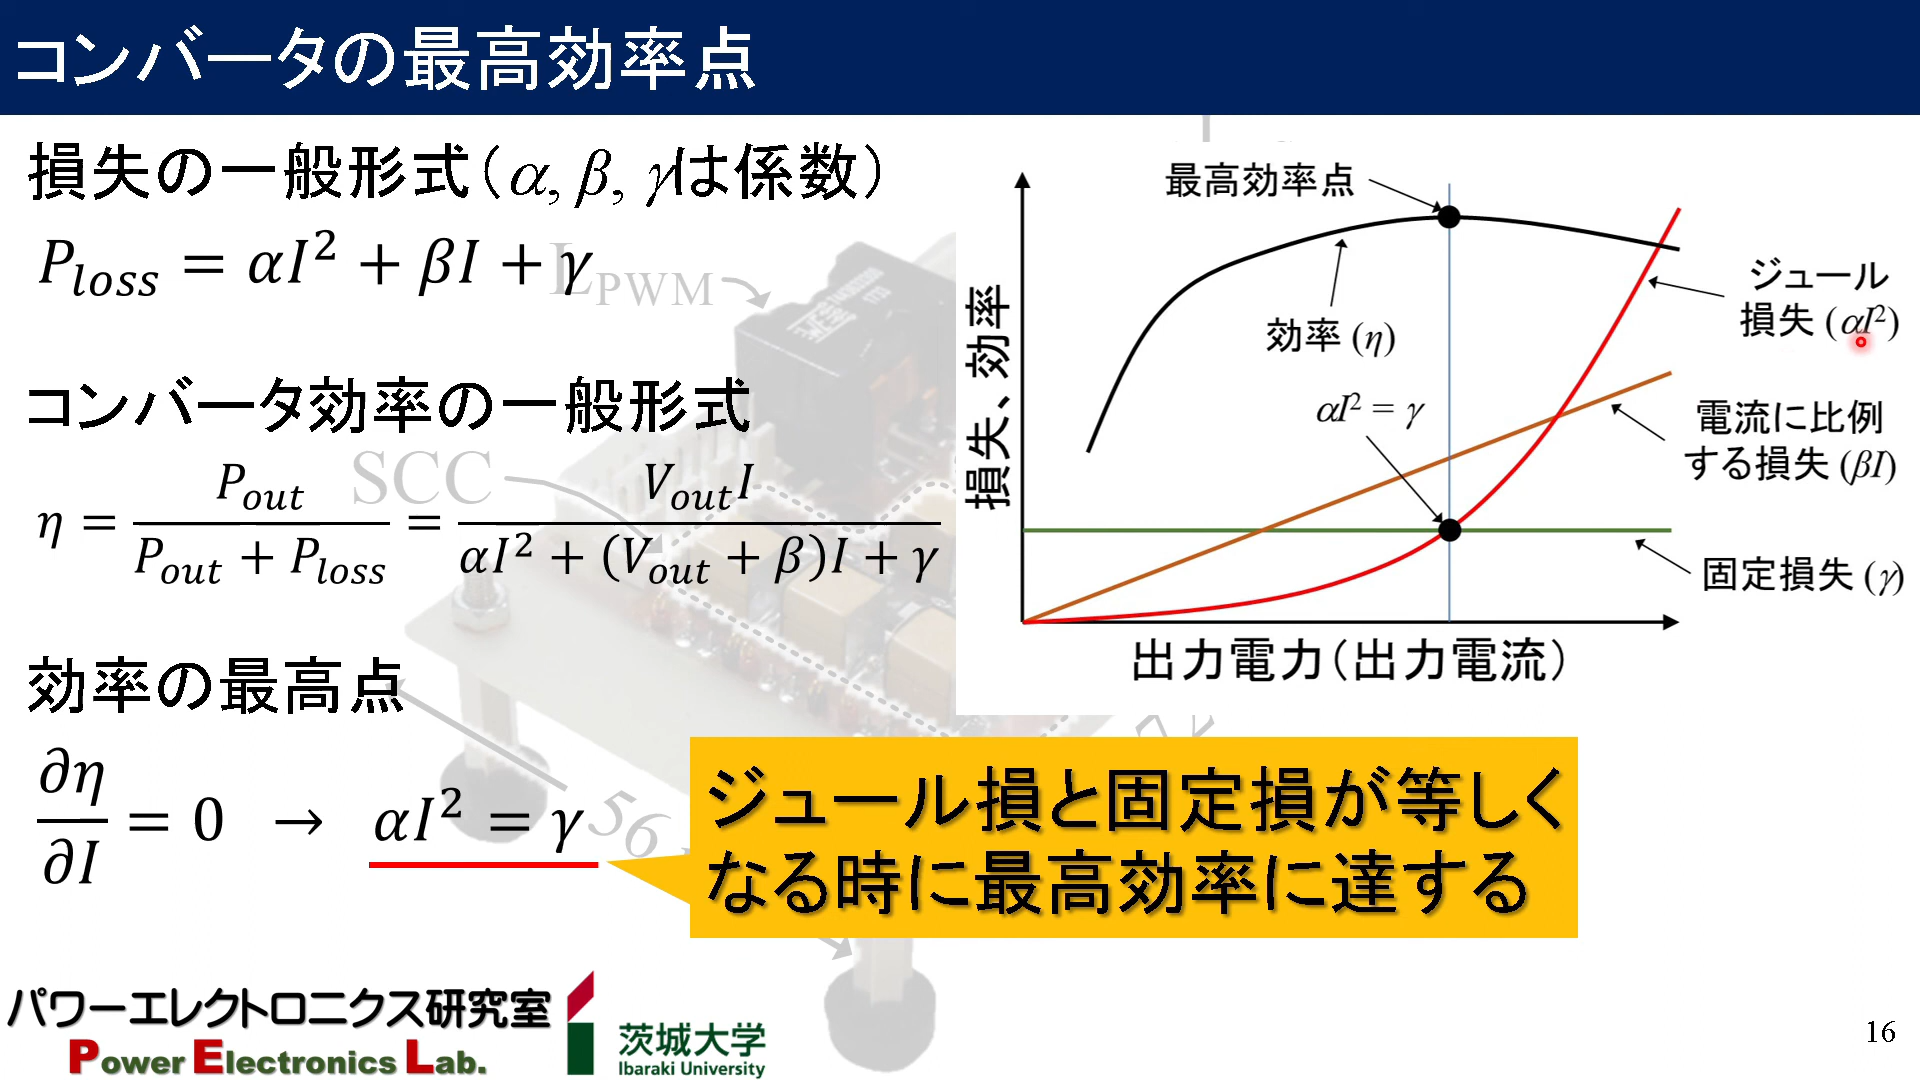 コンバータの最高効率点
損失の一般形式（α, β, γは係数）
P_loss = αI² + βI + γ
コンバータ効率の一般形式
η = P_out / (P_out + P_loss) = V_out I / (αI² + (V_out + β)I + γ)
効率の最高点
∂η/∂I = 0 → αI² = γ
ジュール損と固定損が等しく
なる時に最高効率に達する
最高効率点
効率 (η)
αI² = γ
ジュール
損失 (αI²)
電流に比例
する損失 (βI)
固定損失 (γ)
損失、効率
出力電力（出力電流）
LPWM
SCC
56
パワーエレクトロニクス研究室
Power Electronics Lab.
茨城大学
Ibaraki University
16